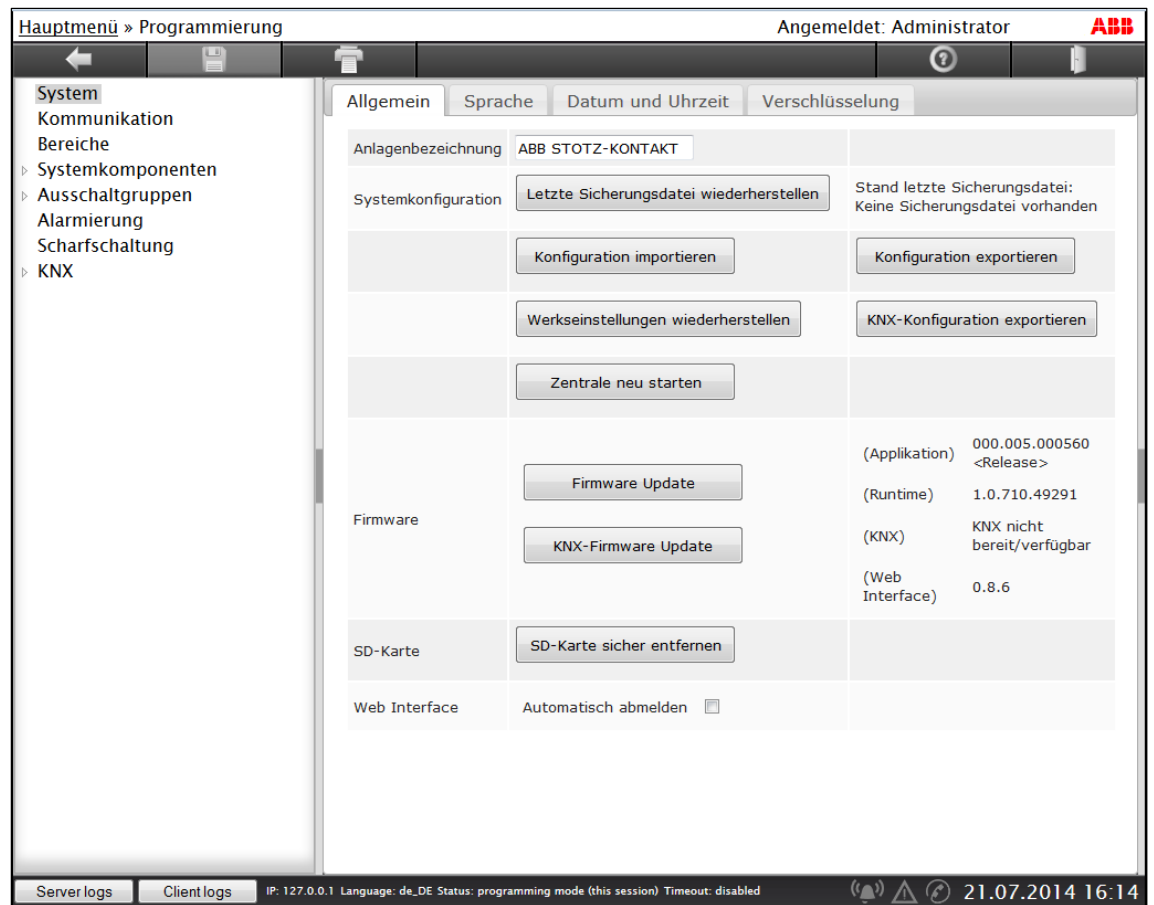 Hauptmenü » Programmierung
Angemeldet: Administrator
ABB
System
Kommunikation
Bereiche
Systemkomponenten
Ausschaltgruppen
Alarmierung
Scharfschaltung
KNX
Allgemein
Sprache
Datum und Uhrzeit
Verschlüsselung
Anlagenbezeichnung
ABB STOTZ-KONTAKT
Systemkonfiguration
Letzte Sicherungsdatei wiederherstellen
Stand letzte Sicherungsdatei:
Keine Sicherungsdatei vorhanden
Konfiguration importieren
Konfiguration exportieren
Werkseinstellungen wiederherstellen
KNX-Konfiguration exportieren
Zentrale neu starten
Firmware
Firmware Update
KNX-Firmware Update
(Applikation)
000.005.000560
<Release>
(Runtime)
1.0.710.49291
(KNX)
KNX nicht
bereit/verfügbar
(Web
Interface)
0.8.6
SD-Karte
SD-Karte sicher entfernen
Web Interface
Automatisch abmelden
Server logs
Client logs
IP: 127.0.0.1 Language: de_DE Status: programming mode (this session) Timeout: disabled
21.07.2014 16:14